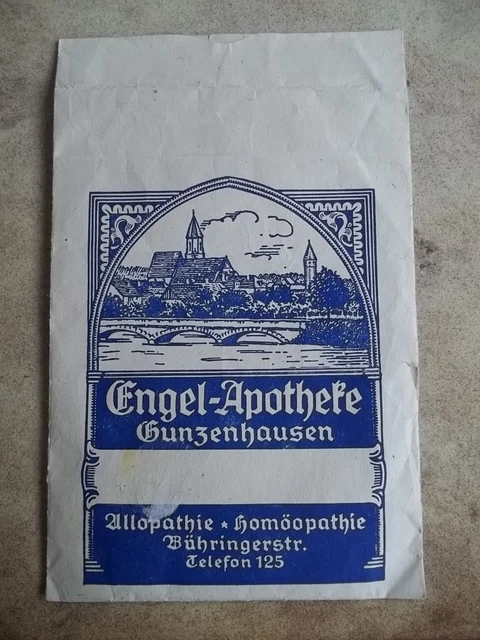 Engel-Apotheke
Gunzenhausen
Allopathie ★ Homöopathie
Bühringerstr.
Telefon 125